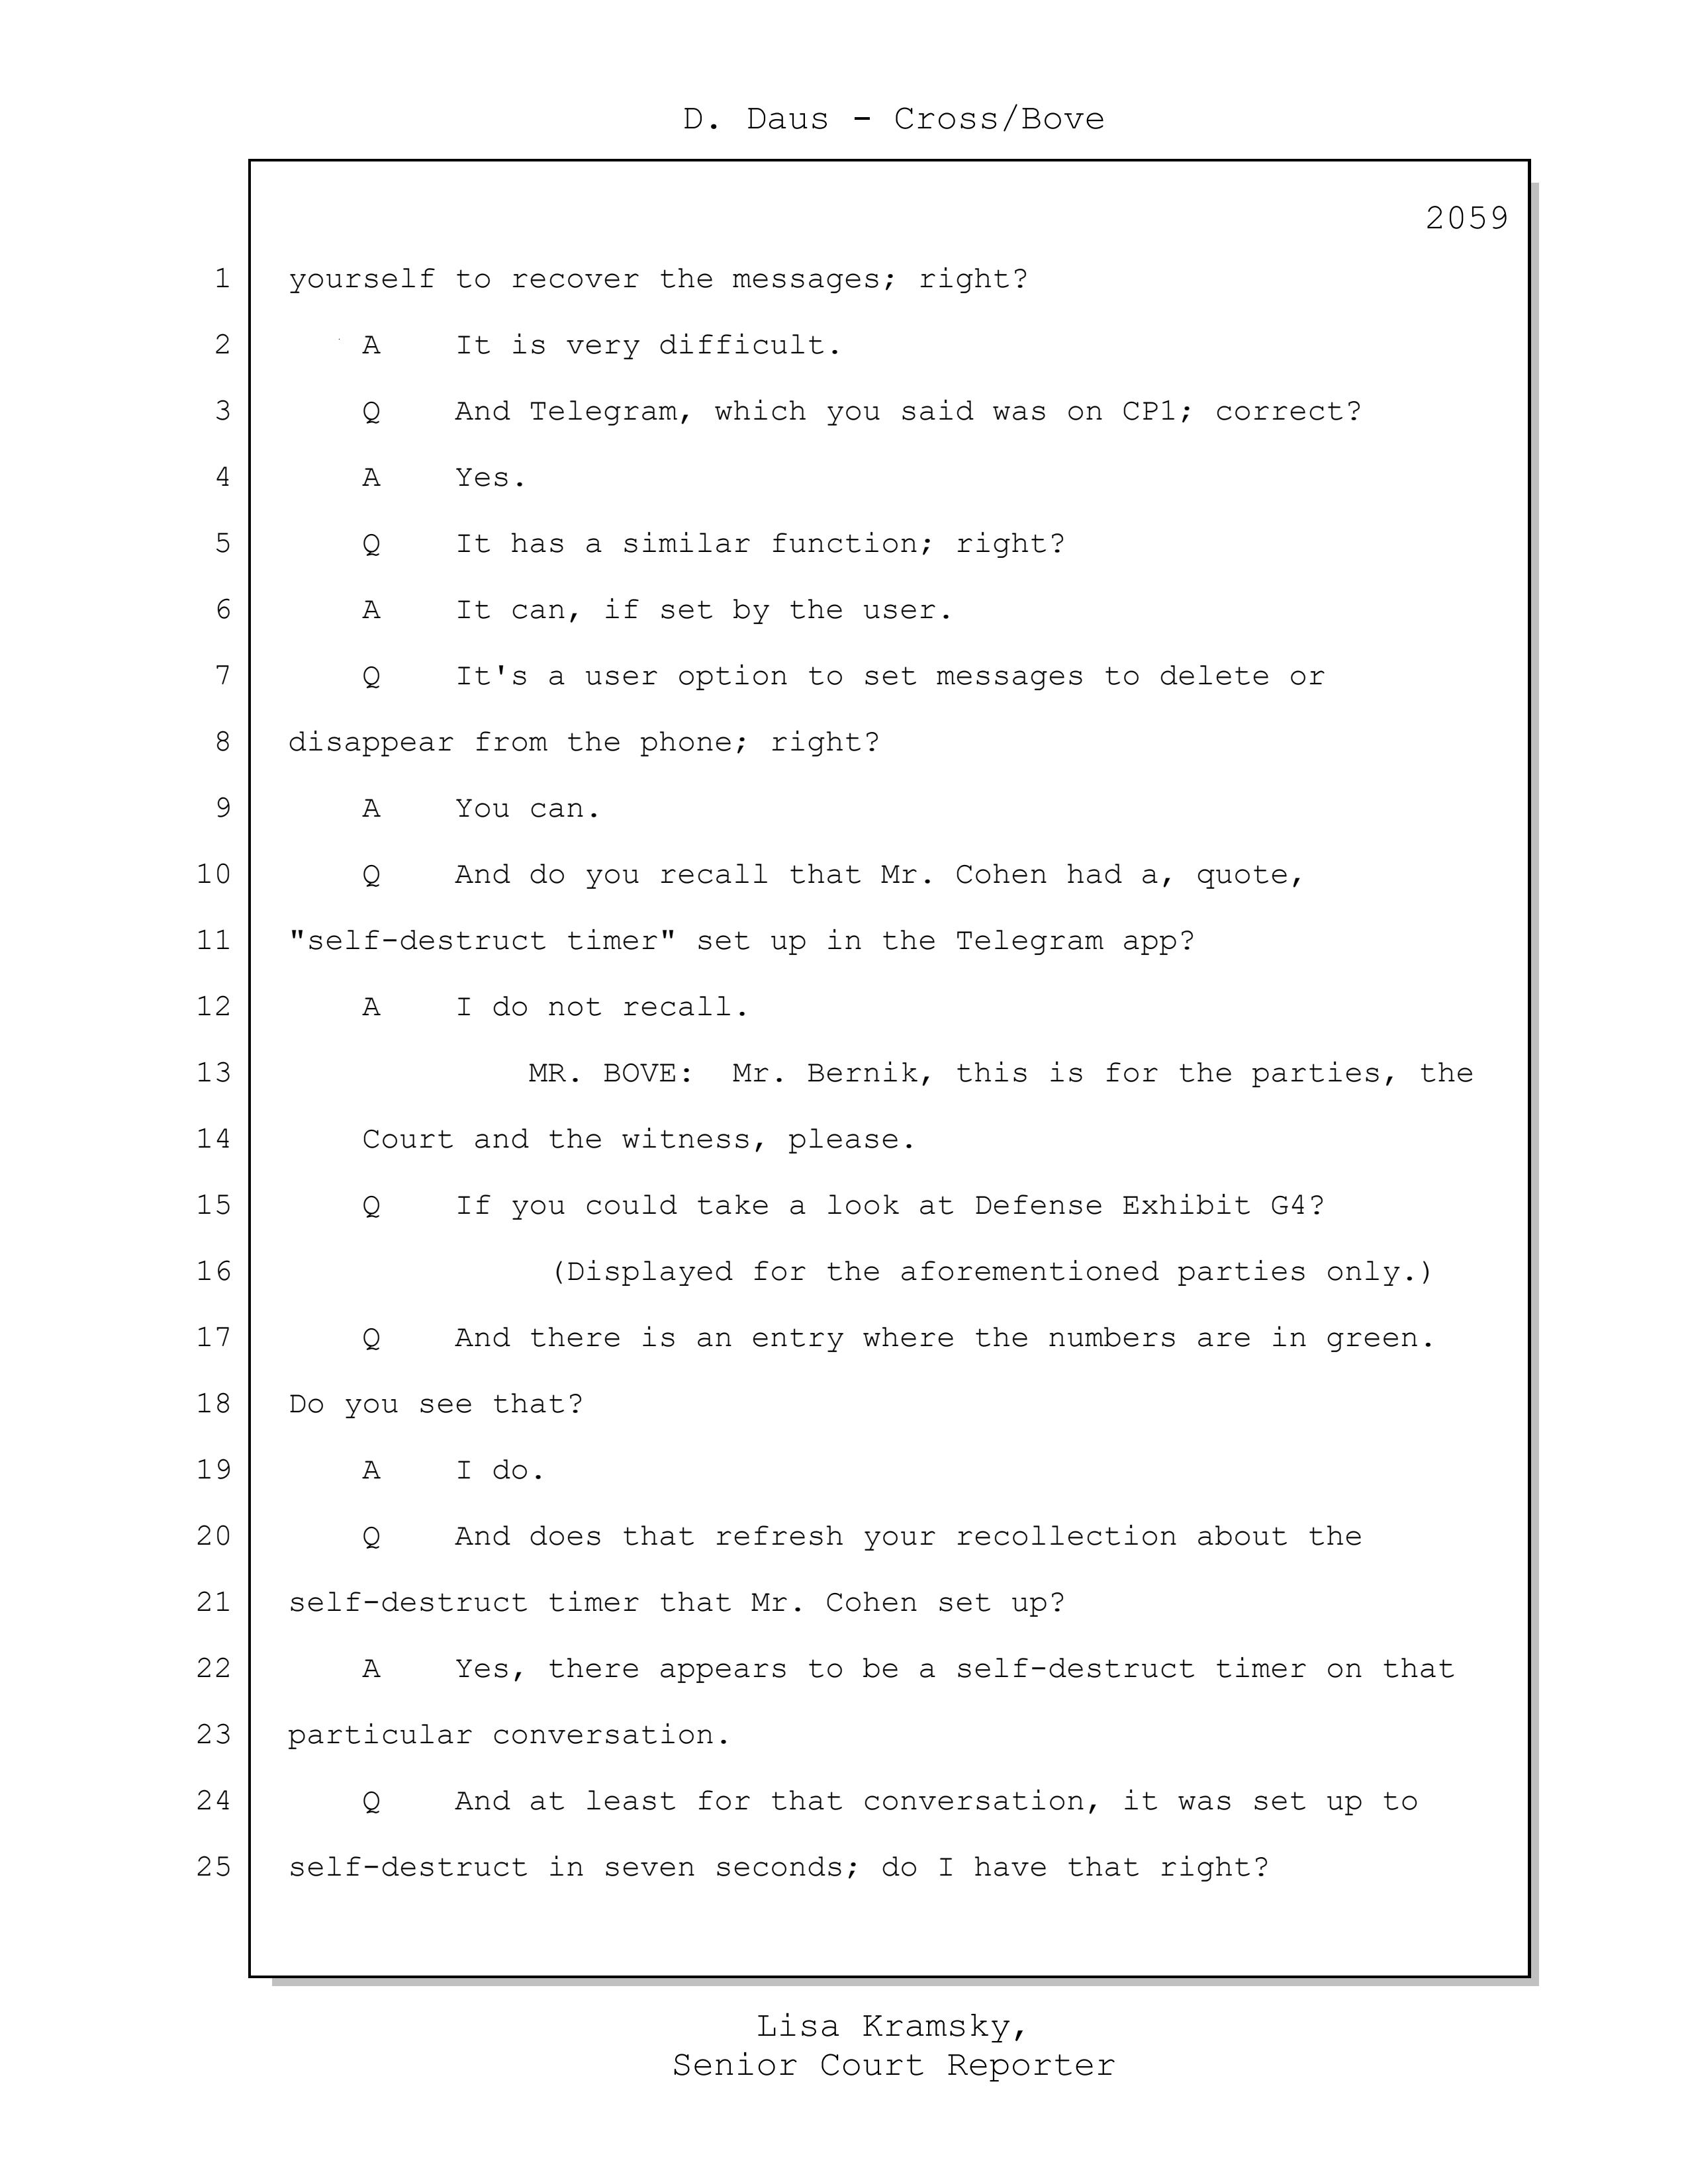 D. Daus - Cross/Bove
2059
1 yourself to recover the messages; right?
2 A It is very difficult.
3 Q And Telegram, which you said was on CP1; correct?
4 A Yes.
5 Q It has a similar function; right?
6 A It can, if set by the user.
7 Q It's a user option to set messages to delete or
8 disappear from the phone; right?
9 A You can.
10 Q And do you recall that Mr. Cohen had a, quote,
11 "self-destruct timer" set up in the Telegram app?
12 A I do not recall.
13 MR. BOVE: Mr. Bernik, this is for the parties, the
14 Court and the witness, please.
15 Q If you could take a look at Defense Exhibit G4?
16 (Displayed for the aforementioned parties only.)
17 Q And there is an entry where the numbers are in green.
18 Do you see that?
19 A I do.
20 Q And does that refresh your recollection about the
21 self-destruct timer that Mr. Cohen set up?
22 A Yes, there appears to be a self-destruct timer on that
23 particular conversation.
24 Q And at least for that conversation, it was set up to
25 self-destruct in seven seconds; do I have that right?
Lisa Kramsky,
Senior Court Reporter